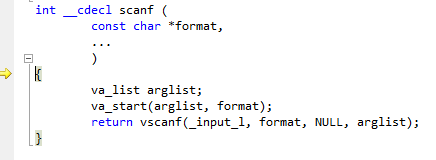 int __cdecl scanf (
        const char *format,
        ...
        )
{
        va_list arglist;
        va_start(arglist, format);
        return vscanf(_input_l, format, NULL, arglist);
}